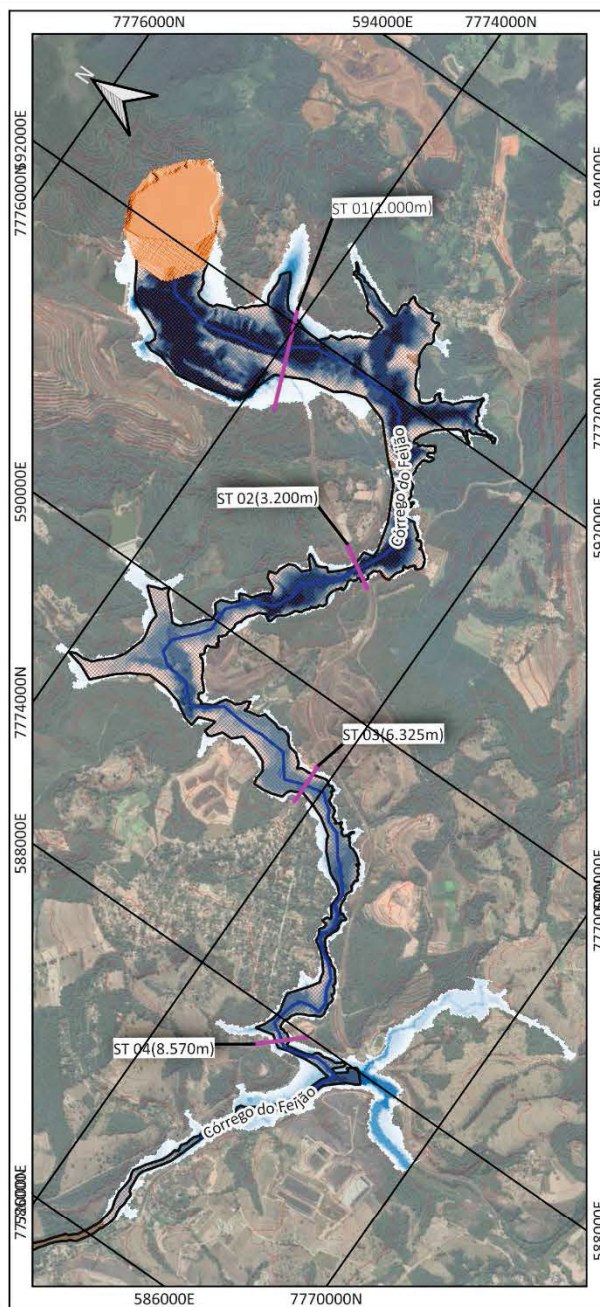 7776000N
594000E
7774000N
N
592000E
7776000N
594000E
ST 01(1.000m)
7772000N
592000E
Córrego do Feijão
590000E
ST 02(3.200m)
7774000N
ST 03(6.325m)
588000E
ST 04(8.570m)
Córrego do Feijão
586000E
7770000N
588000E